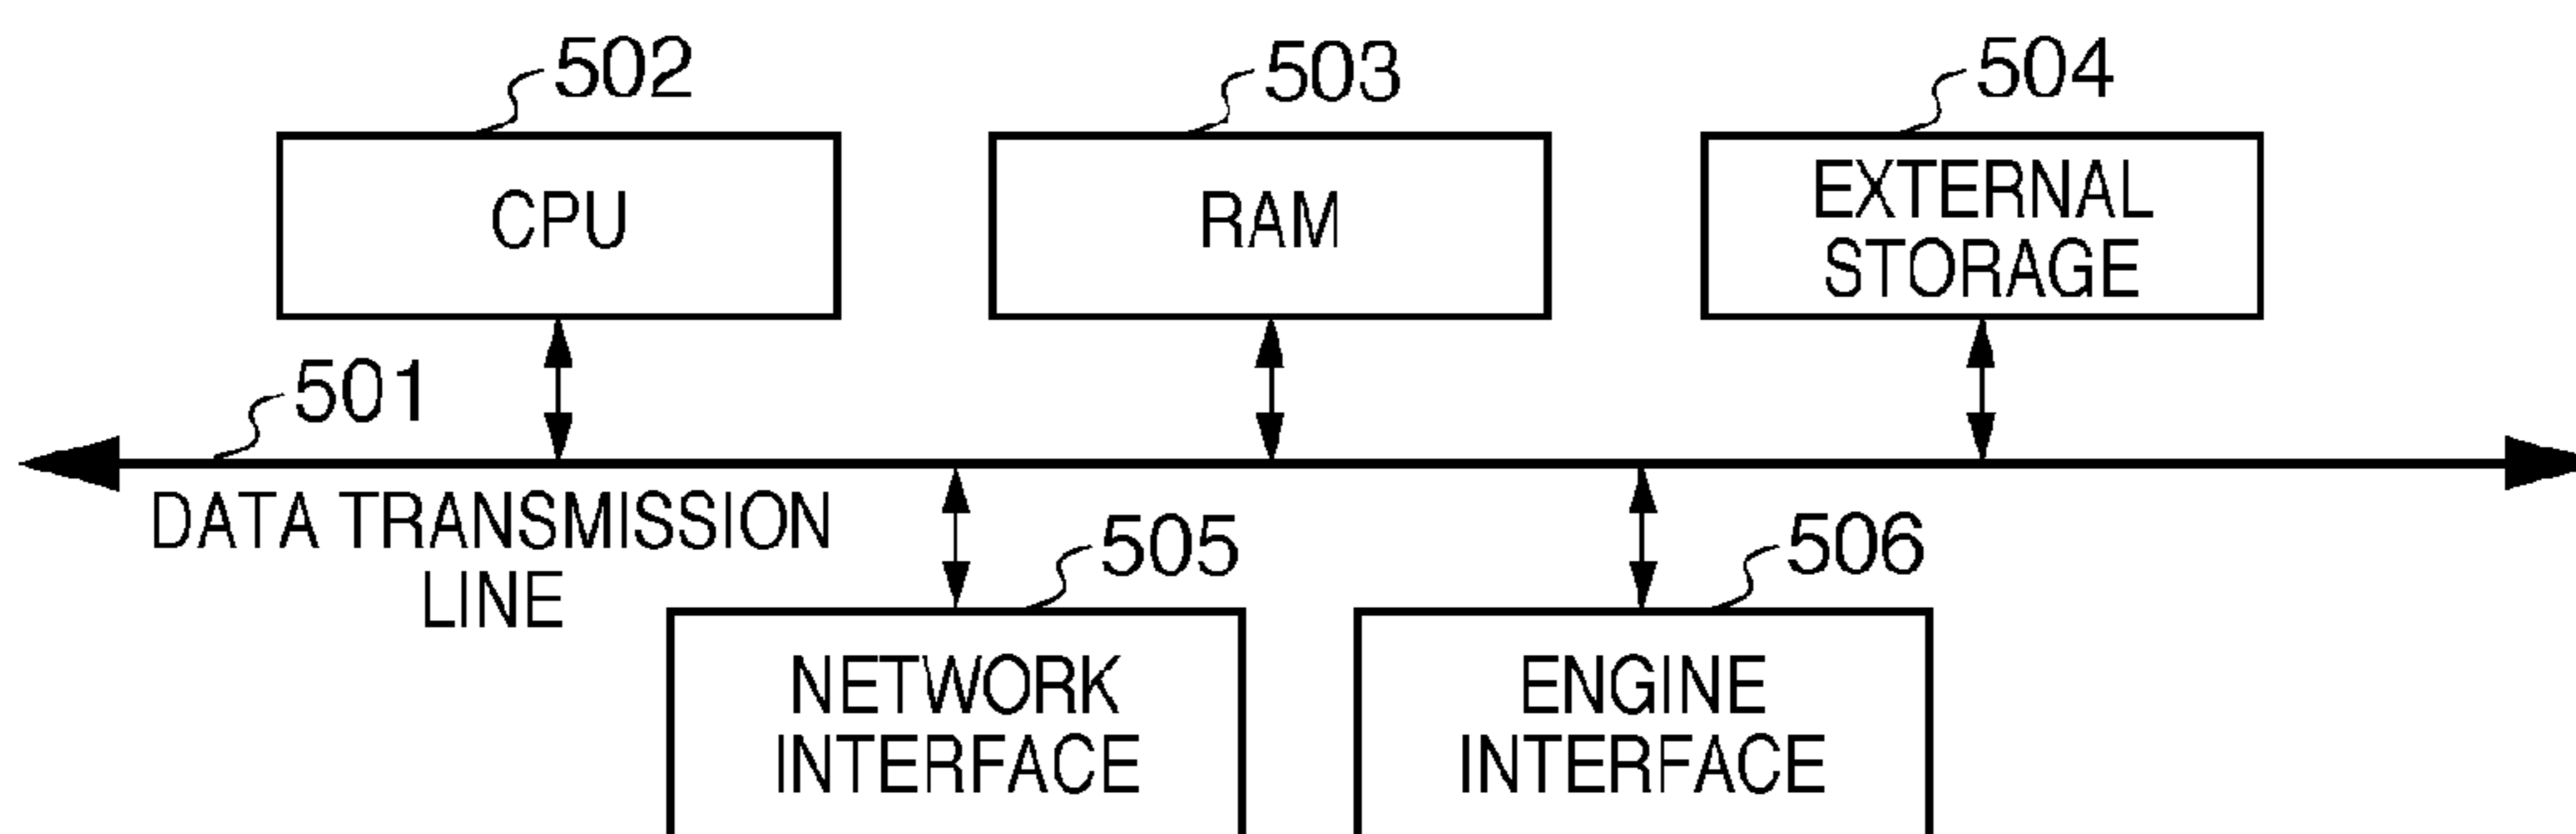 502
503
504
CPU
RAM
EXTERNAL
STORAGE
501
DATA TRANSMISSION
LINE
505
506
NETWORK
INTERFACE
ENGINE
INTERFACE